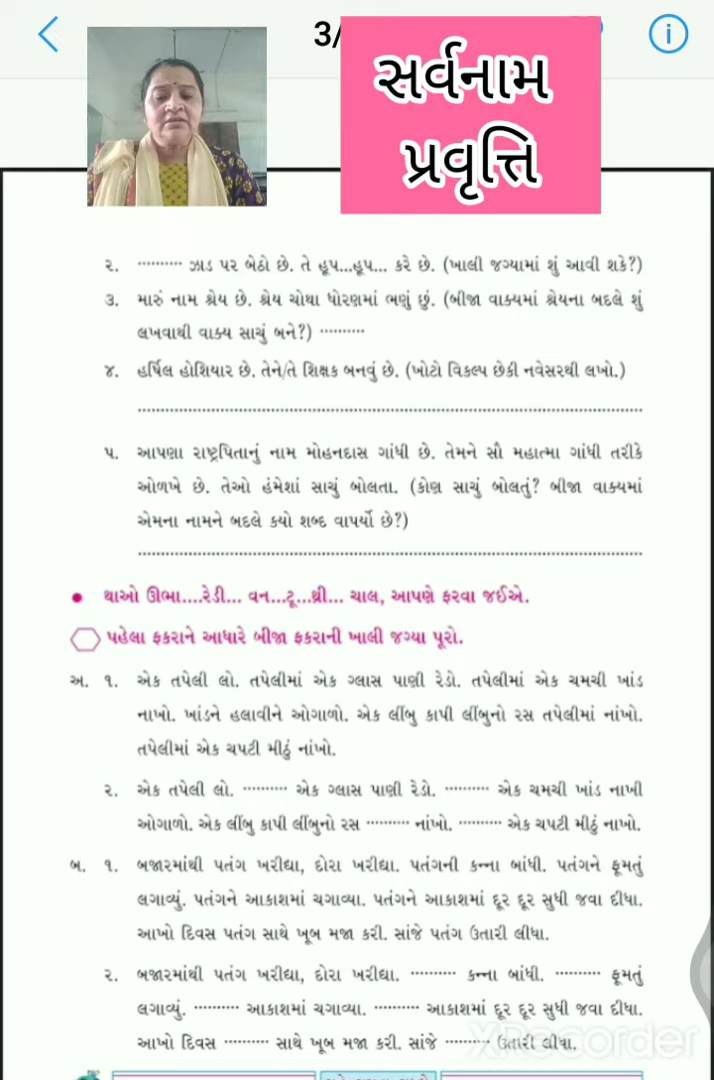 3/
સર્વનામ
પ્રવૃત્તિ
૨. ·········· ઝાડ પર બેઠો છે. તે હૂપ...હૂપ... કરે છે. (ખાલી જગ્યામાં શું આવી શકે?)
૩. મારું નામ શ્રેય છે. શ્રેય ચોથા ધોરણમાં ભણું છું. (બીજા વાક્યમાં શ્રેયના બદલે શું
લખવાથી વાક્ય સાચું બને?) ··········
૪. હર્ષિલ હોશિયાર છે. તેને/તે શિક્ષક બનવું છે. (ખોટો વિકલ્પ છેકી નવેસરથી લખો.)
૫. આપણા રાષ્ટ્રપિતાનું નામ મોહનદાસ ગાંધી છે. તેમને સૌ મહાત્મા ગાંધી તરીકે
ઓળખે છે. તેઓ હંમેશાં સાચું બોલતા. (કોણ સાચું બોલતું? બીજા વાક્યમાં
એમના નામને બદલે કયો શબ્દ વાપર્યો છે?)
• થાઓ ઊભા....રેડી... વન...ટૂ...થ્રી... ચાલ, આપણે ફરવા જઈએ.
પહેલા ફકરાને આધારે બીજા ફકરાની ખાલી જગ્યા પૂરો.
અ. ૧. એક તપેલી લો. તપેલીમાં એક ગ્લાસ પાણી રેડો. તપેલીમાં એક ચમચી ખાંડ
નાખો. ખાંડને હલાવીને ઓગાળો. એક લીંબુ કાપી લીંબુનો રસ તપેલીમાં નાંખો.
તપેલીમાં એક ચપટી મીઠું નાંખો.
૨. એક તપેલી લો. ·········· એક ગ્લાસ પાણી રેડો. ·········· એક ચમચી ખાંડ નાખી
ઓગાળો. એક લીંબુ કાપી લીંબુનો રસ ·········· નાંખો. ·········· એક ચપટી મીઠું નાખો.
બ. ૧. બજારમાંથી પતંગ ખરીદ્યા, દોરા ખરીદ્યા. પતંગની કન્ના બાંધી. પતંગને ફૂમતું
લગાવ્યું. પતંગને આકાશમાં ચગાવ્યા. પતંગને આકાશમાં દૂર દૂર સુધી જવા દીધા.
આખો દિવસ પતંગ સાથે ખૂબ મજા કરી. સાંજે પતંગ ઉતારી લીધા.
૨. બજારમાંથી પતંગ ખરીદ્યા, દોરા ખરીદ્યા. ·········· કન્ના બાંધી. ·········· ફૂમતું
લગાવ્યું. ·········· આકાશમાં ચગાવ્યા. ·········· આકાશમાં દૂર દૂર સુધી જવા દીધા.
આખો દિવસ ·········· સાથે ખૂબ મજા કરી. સાંજે ·········· ઉતારી લીધા.
XRecorder